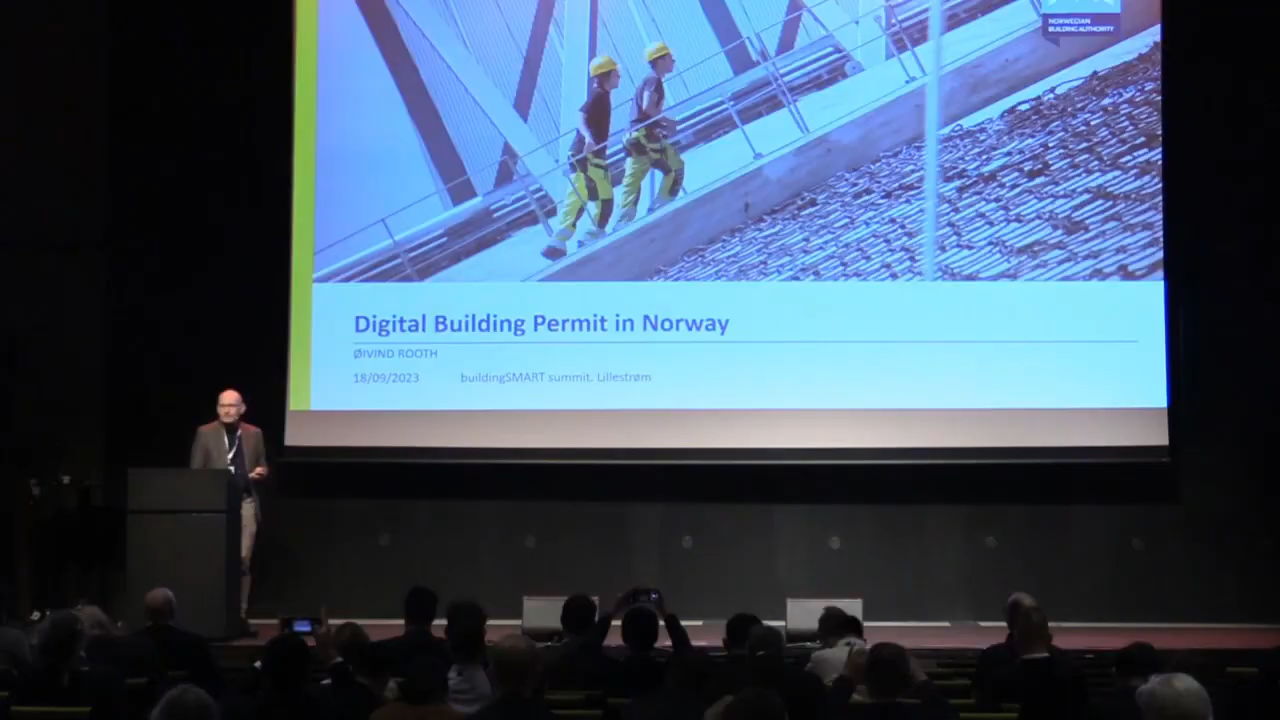 NORWEGIAN
BUILDING AUTHORITY
Digital Building Permit in Norway
ØIVIND ROOTH
18/09/2023 buildingSMART summit. Lillestrøm